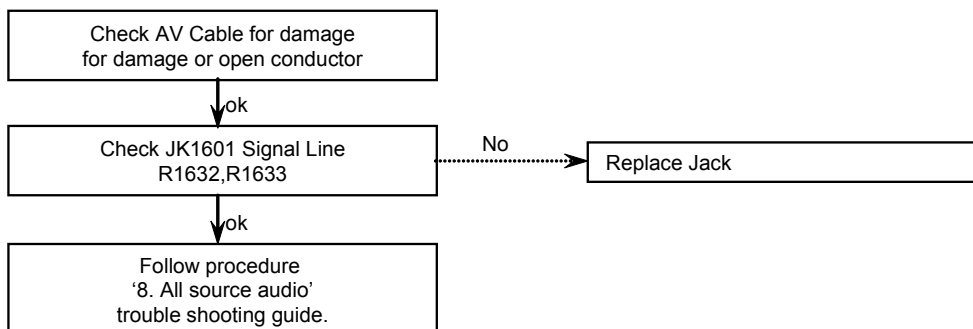 Check AV Cable for damage
for damage or open conductor
ok
Check JK1601 Signal Line
R1632,R1633
No
Replace Jack
ok
Follow procedure
‘8. All source audio’
trouble shooting guide.